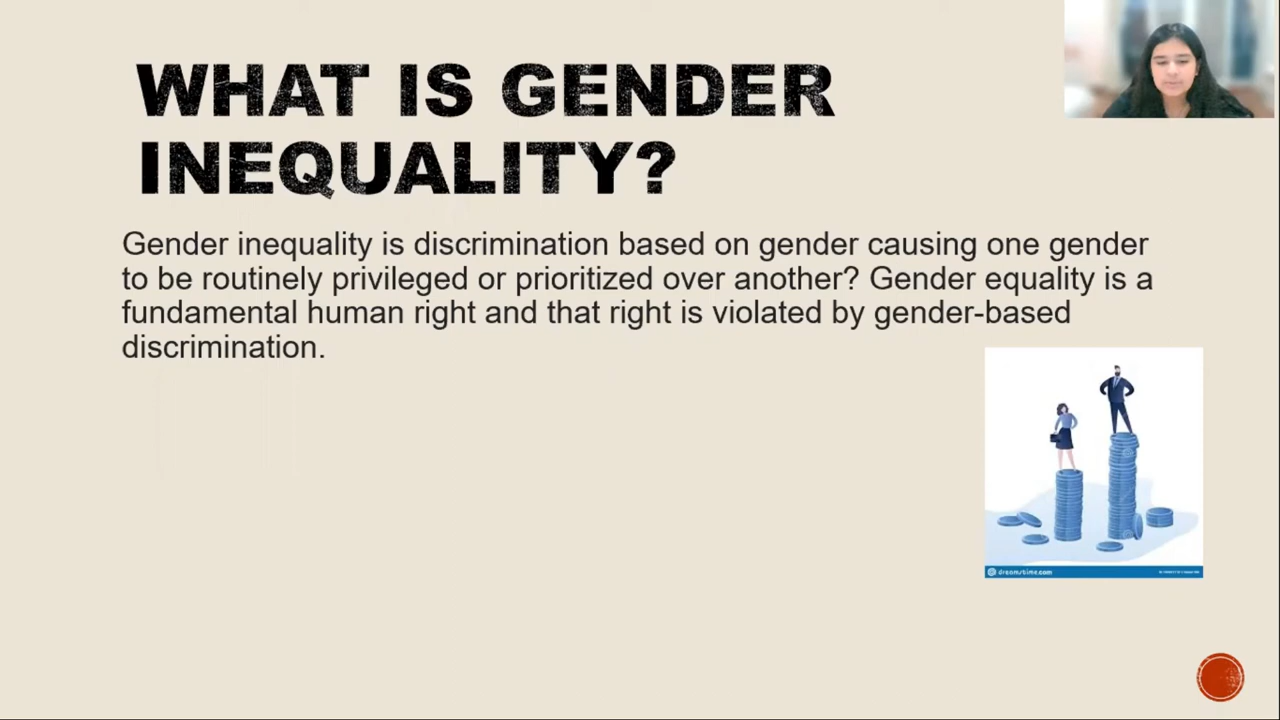 WHAT IS GENDER
INEQUALITY?
Gender inequality is discrimination based on gender causing one gender
to be routinely privileged or prioritized over another? Gender equality is a
fundamental human right and that right is violated by gender-based
discrimination.
dreamstime.com